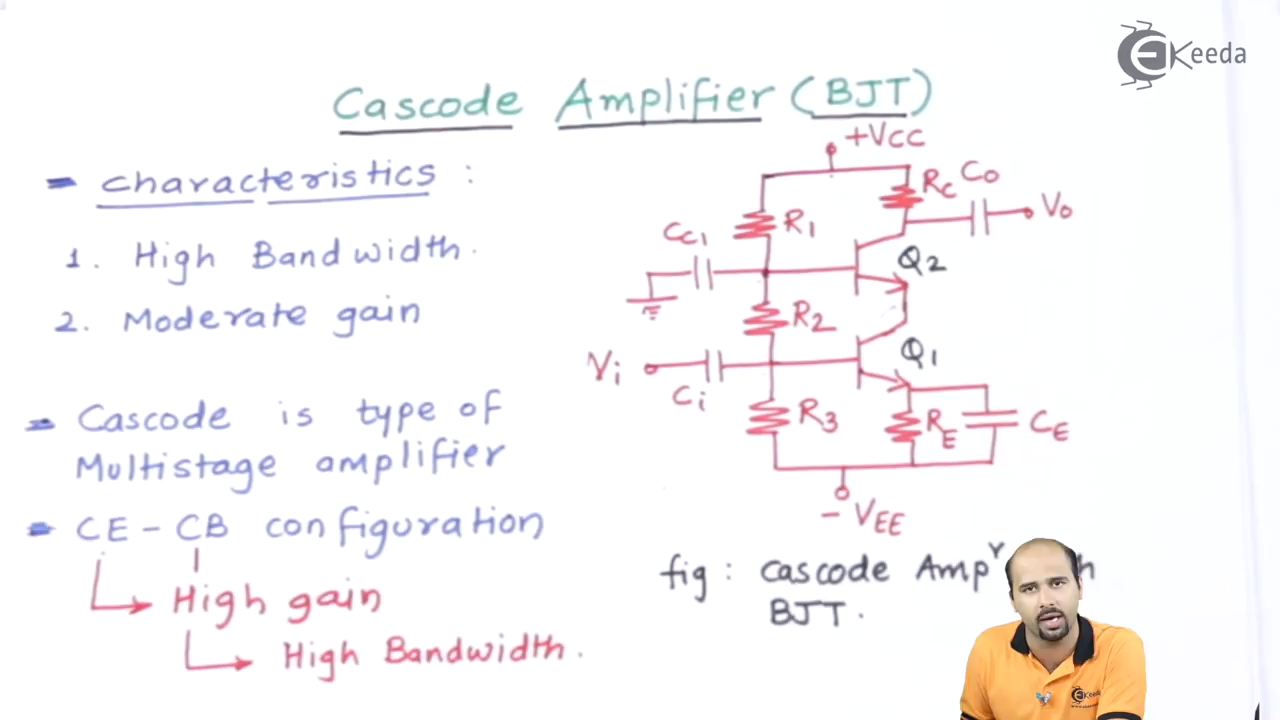 EKeeda
Cascode Amplifier (BJT)
- characteristics :
1. High Bandwidth.
2. Moderate gain
- Cascode is type of
Multistage amplifier
- CE - CB configuration
High gain
High Bandwidth.
+VCC
RC
Co
Vo
R1
CC1
Q2
R2
Vi
Ci
Q1
R3
RE
CE
- VEE
fig : Cascode Ampr
BJT.
EKeeda